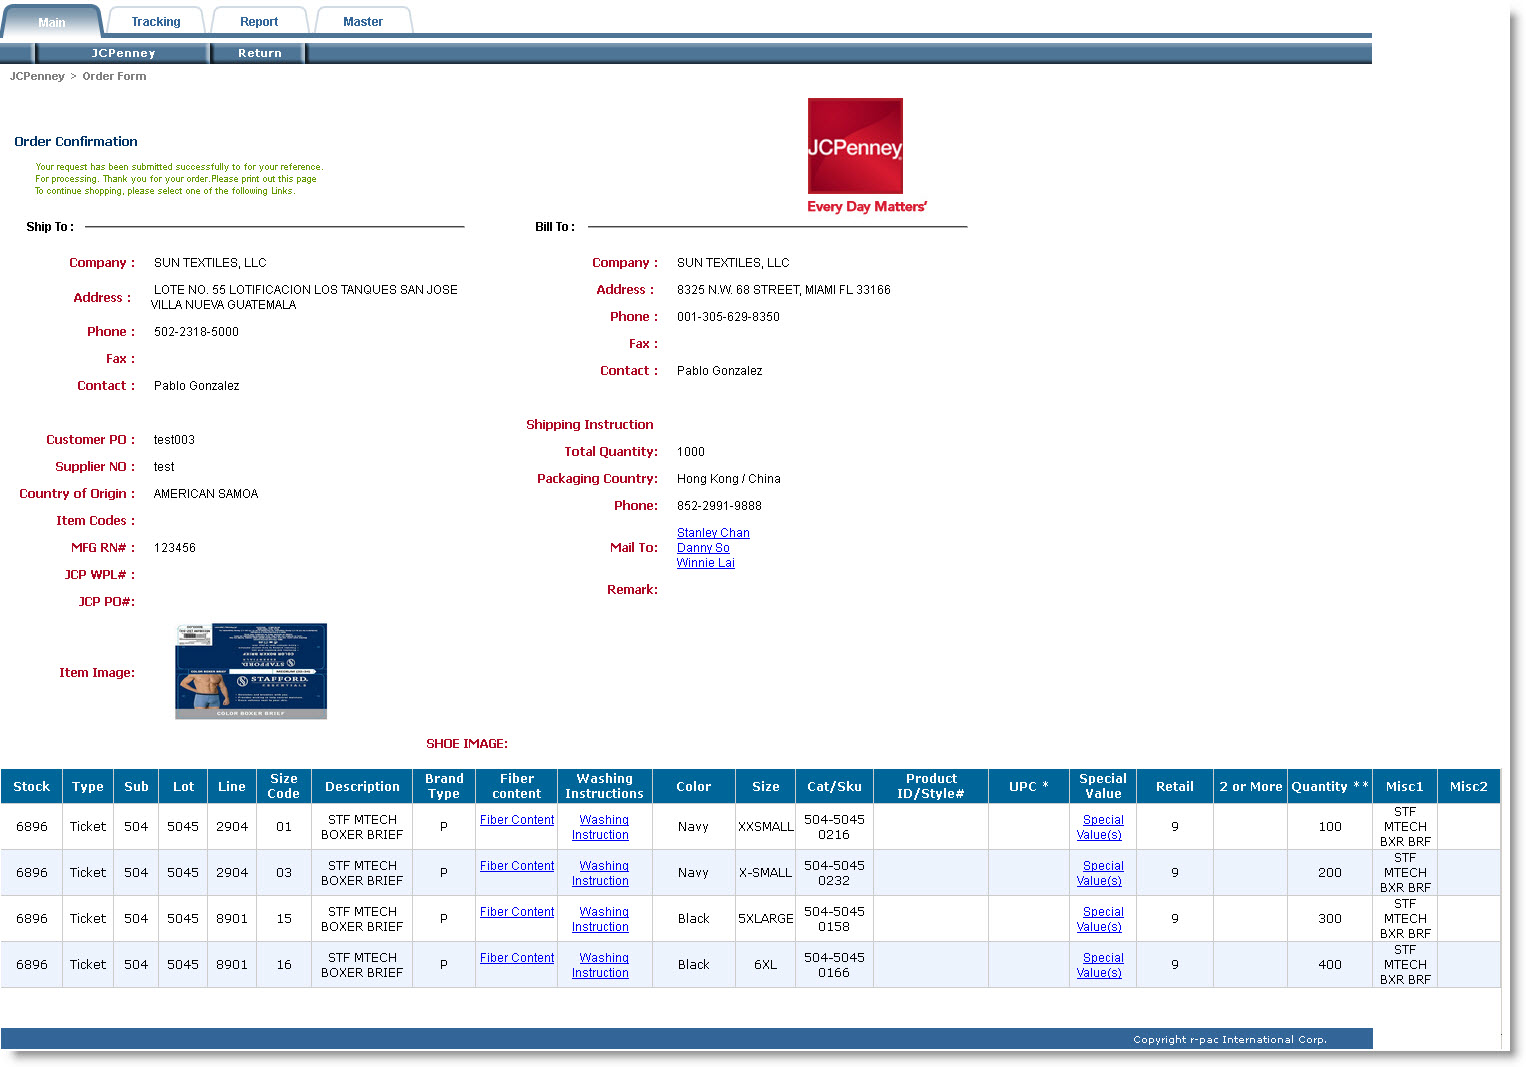 Main
Tracking
Report
Master
JCPenney
Return
JCPenney > Order Form
JCPenney
Every Day Matters'
Order Confirmation
Your request has been submitted successfully to for your reference.
For processing. Thank you for your order.Please print out this page
To continue shopping, please select one of the following Links.
Ship To :
Company : SUN TEXTILES, LLC
Address : LOTE NO. 55 LOTIFICACION LOS TANQUES SAN JOSE
VILLA NUEVA GUATEMALA
Phone : 502-2318-5000
Fax :
Contact : Pablo Gonzalez
Bill To :
Company : SUN TEXTILES, LLC
Address : 8325 N.W. 68 STREET, MIAMI FL 33166
Phone : 001-305-629-8350
Fax :
Contact : Pablo Gonzalez
Customer PO : test003
Supplier NO : test
Country of Origin : AMERICAN SAMOA
Item Codes :
MFG RN# : 123456
JCP WPL# :
JCP PO#:
Shipping Instruction
Total Quantity: 1000
Packaging Country: Hong Kong / China
Phone: 852-2991-9888
Mail To: Stanley Chan
Danny So
Winnie Lai
Remark:
Item Image:
COLOR BOXER BRIEF
STAFFORD
ESSENTIALS
COLOR BOXER BRIEF
SHOE IMAGE:
Stock Type Sub Lot Line Size Code Description Brand Type Fiber content Washing Instructions Color Size Cat/Sku Product ID/Style# UPC * Special Value Retail 2 or More Quantity ** Misc1 Misc2
6896 Ticket 504 5045 2904 01 STF MTECH BOXER BRIEF P Fiber Content Washing Instruction Navy XXSMALL 504-5045 0216 Special Value(s) 9 100 STF MTECH BXR BRF
6896 Ticket 504 5045 2904 03 STF MTECH BOXER BRIEF P Fiber Content Washing Instruction Navy X-SMALL 504-5045 0232 Special Value(s) 9 200 STF MTECH BXR BRF
6896 Ticket 504 5045 8901 15 STF MTECH BOXER BRIEF P Fiber Content Washing Instruction Black 5XLARGE 504-5045 0158 Special Value(s) 9 300 STF MTECH BXR BRF
6896 Ticket 504 5045 8901 16 STF MTECH BOXER BRIEF P Fiber Content Washing Instruction Black 6XL 504-5045 0166 Special Value(s) 9 400 STF MTECH BXR BRF
Copyright r-pac International Corp.